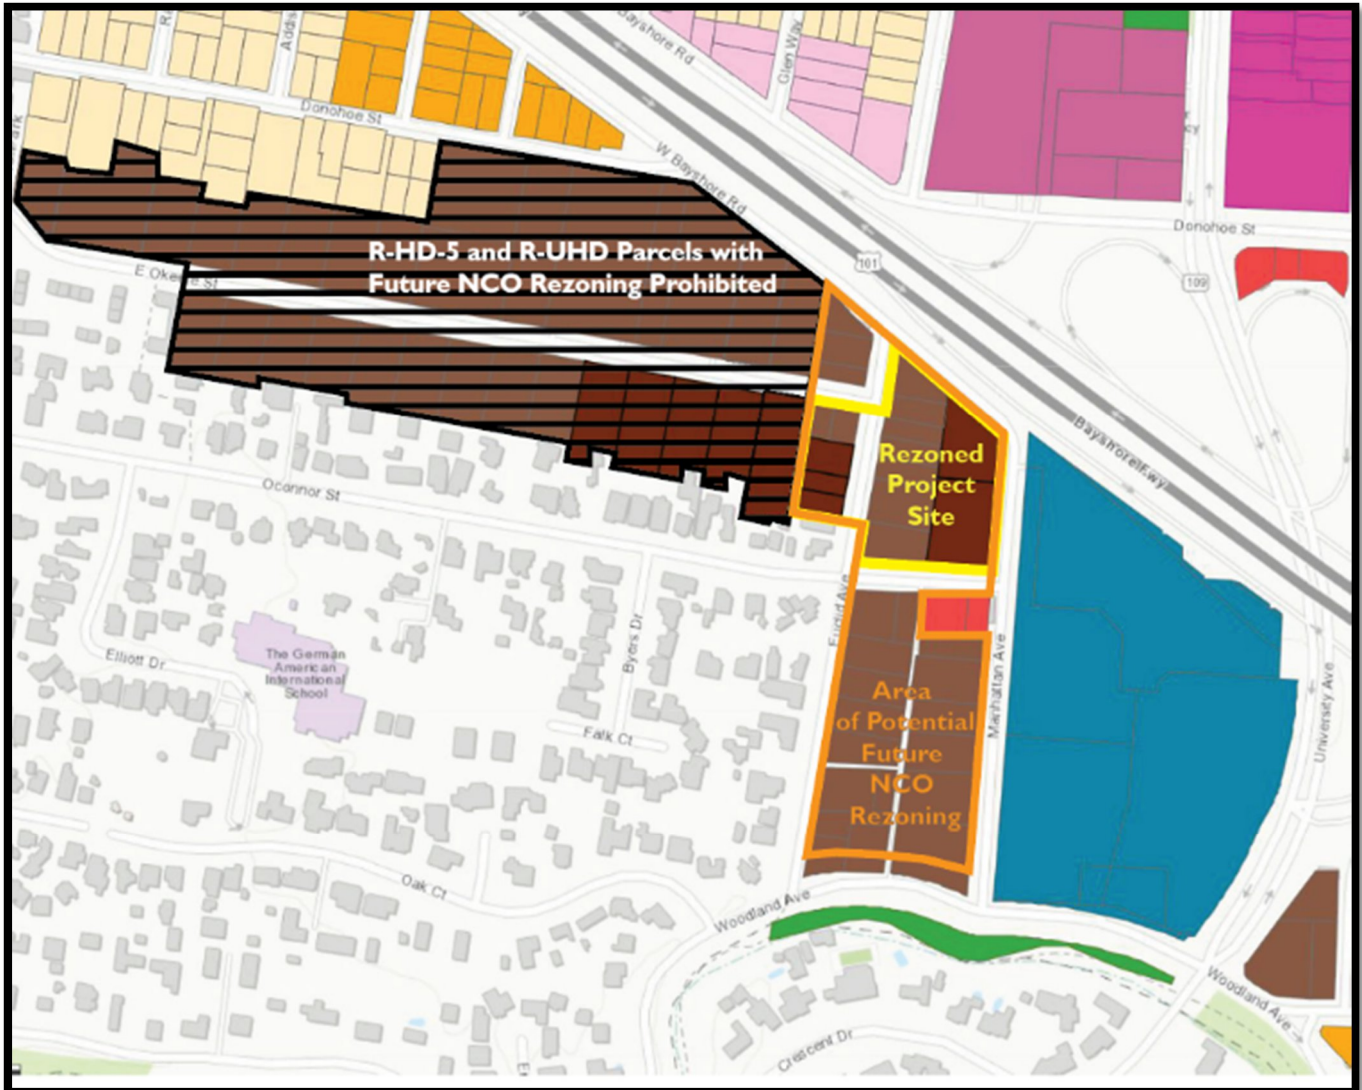 Addis
Bayshore Rd
Glen Way
Donohoe St
W Bayshore Rd
Donohoe St
R-HD-5 and R-UHD Parcels with
Future NCO Rezoning Prohibited
101
109
Bayshore Fwy
Rezoned
Project
Site
Oconnor St
Euclid Ave
Byers Dr
Manhattan Ave
University Ave
The German
American
International
School
Elliott Dr
Falk Ct
Area
of Potential
Future
NCO
Rezoning
Oak Ct
Woodland Ave
Woodland Ave
Crescent Dr